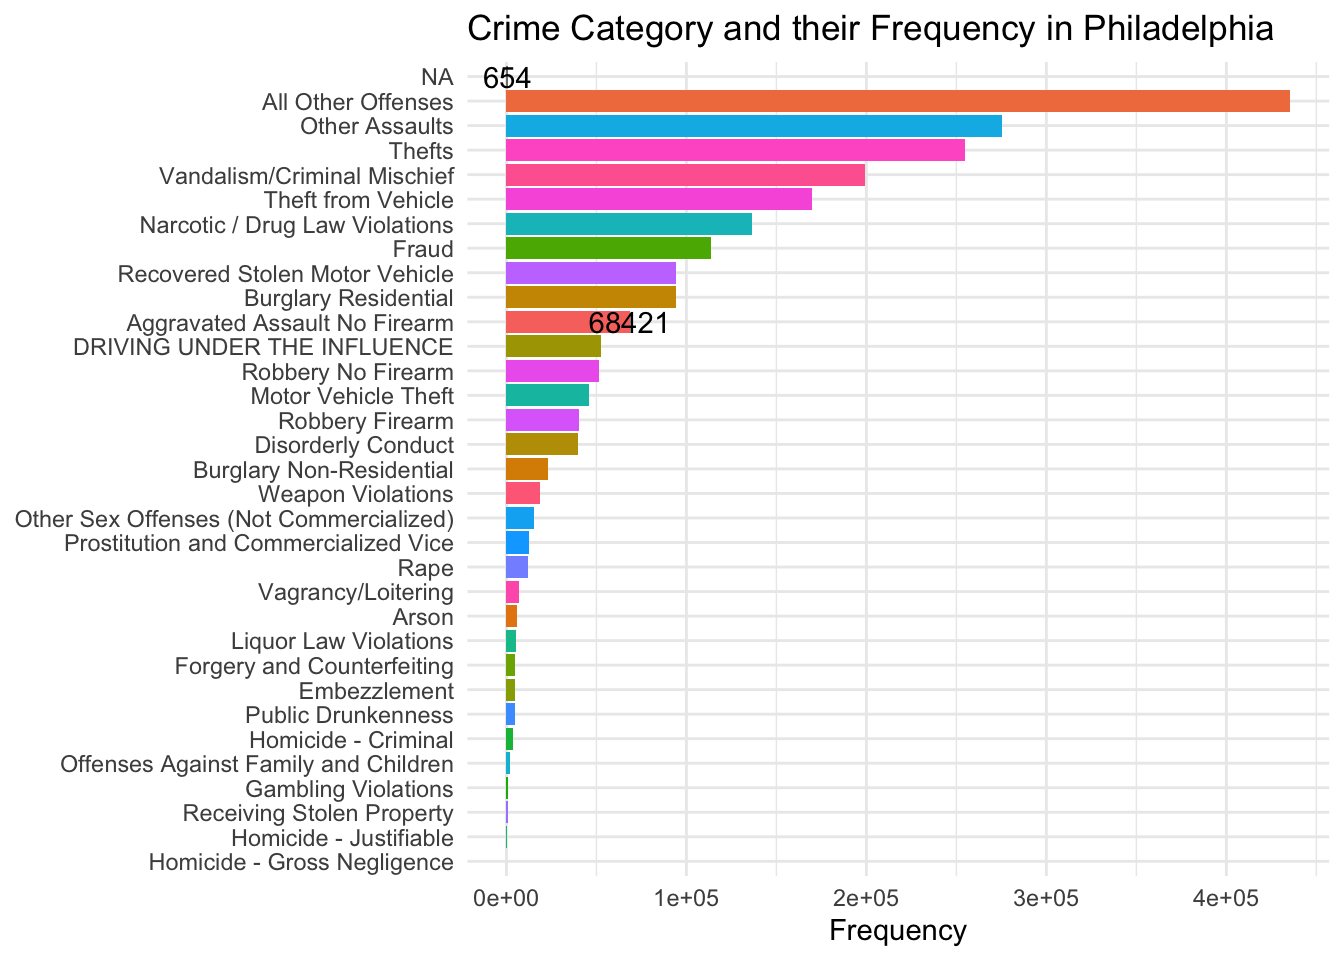 Crime Category and their Frequency in Philadelphia
NA
654
All Other Offenses
Other Assaults
Thefts
Vandalism/Criminal Mischief
Theft from Vehicle
Narcotic / Drug Law Violations
Fraud
Recovered Stolen Motor Vehicle
Burglary Residential
Aggravated Assault No Firearm
68421
DRIVING UNDER THE INFLUENCE
Robbery No Firearm
Motor Vehicle Theft
Robbery Firearm
Disorderly Conduct
Burglary Non-Residential
Weapon Violations
Other Sex Offenses (Not Commercialized)
Prostitution and Commercialized Vice
Rape
Vagrancy/Loitering
Arson
Liquor Law Violations
Forgery and Counterfeiting
Embezzlement
Public Drunkenness
Homicide - Criminal
Offenses Against Family and Children
Gambling Violations
Receiving Stolen Property
Homicide - Justifiable
Homicide - Gross Negligence
0e+00 1e+05 2e+05 3e+05 4e+05
Frequency